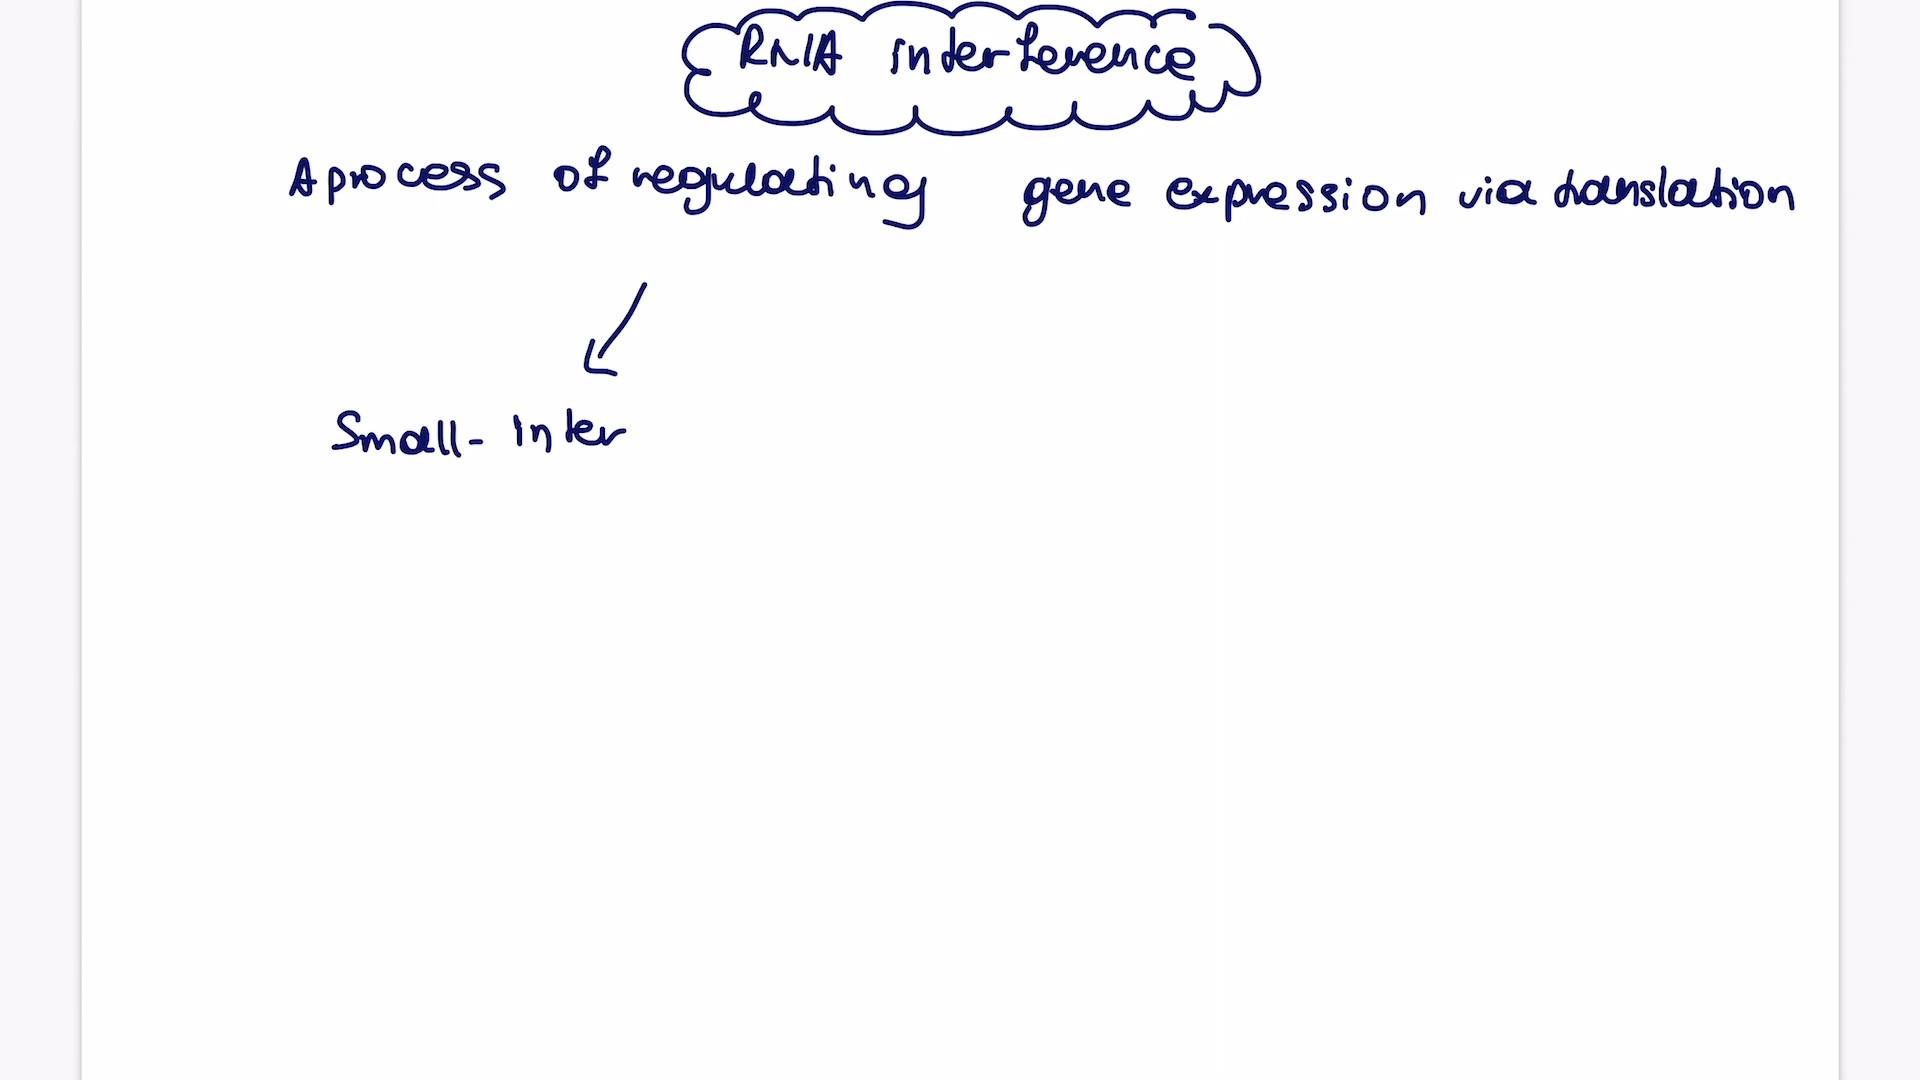 RNA interference
A process of regulating gene expression via translation
Small-inter